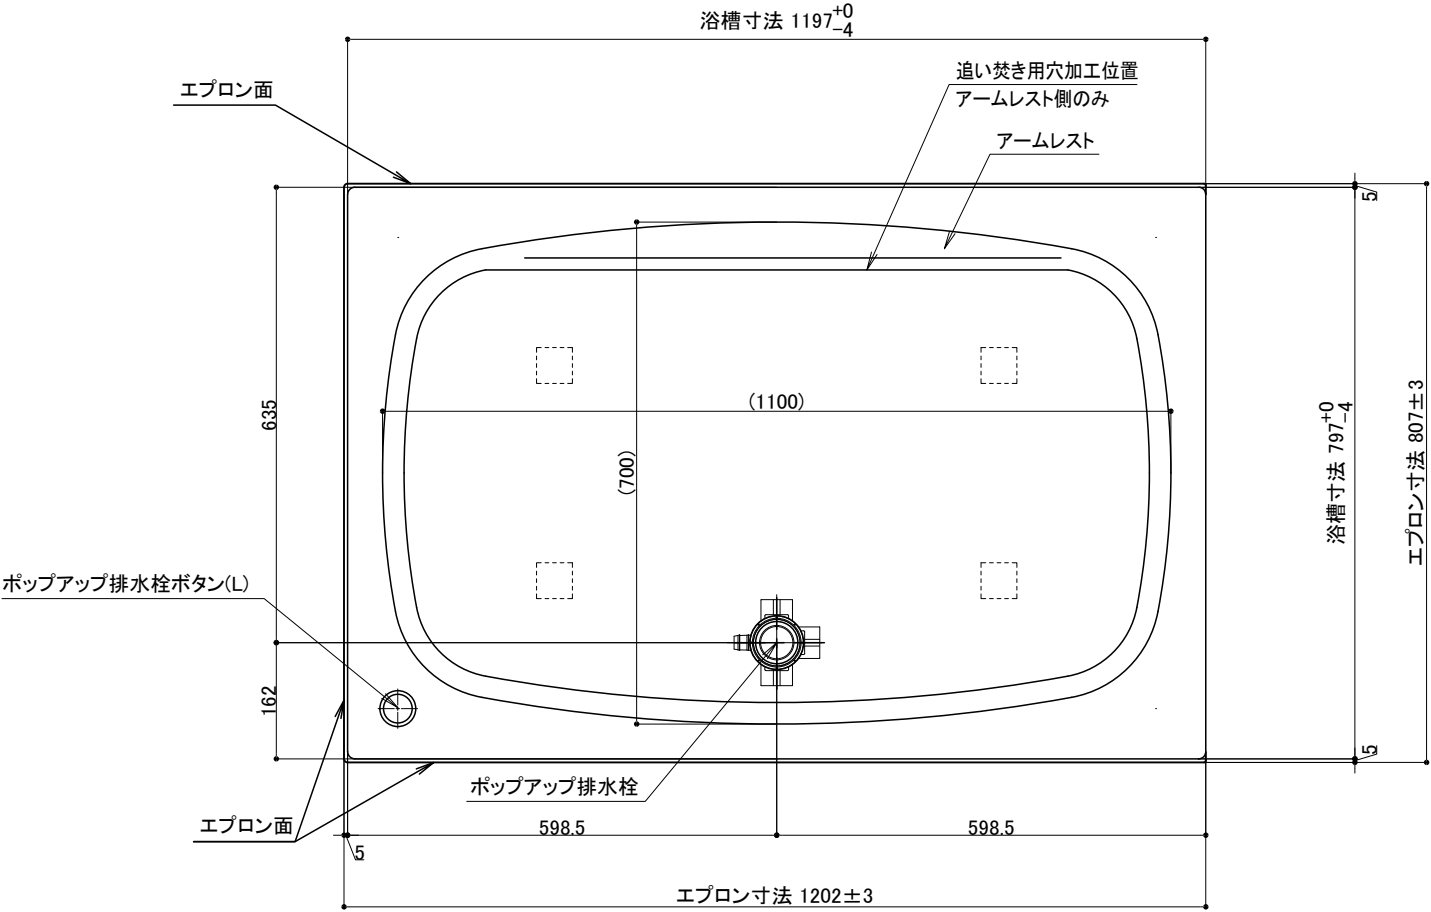 浴槽寸法 1197+0-4
エプロン面
追い焚き用穴加工位置
アームレスト側のみ
アームレスト
5
635
(1100)
(700)
浴槽寸法 797+0-4
エプロン寸法 807±3
ポップアップ排水栓ボタン(L)
162
5
ポップアップ排水栓
エプロン面
598.5
598.5
5
エプロン寸法 1202±3